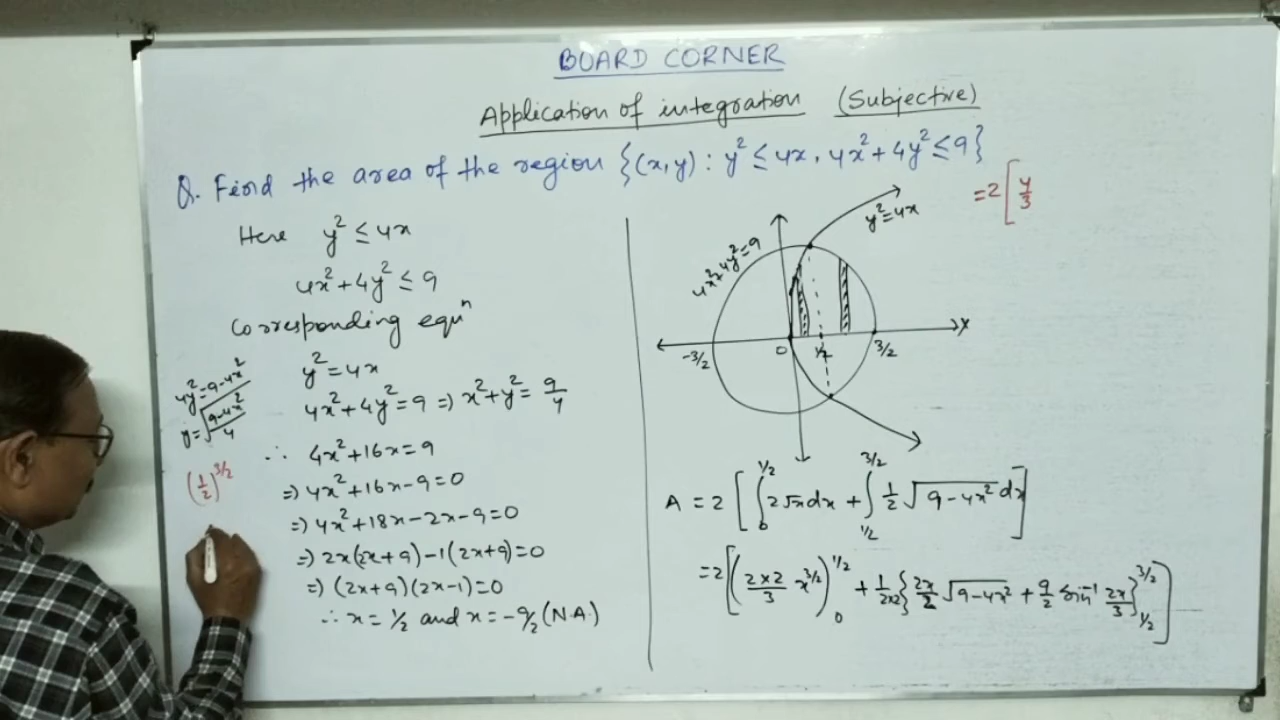 BOARD CORNER
Application of integration (Subjective)
Q. Find the area of the region {(x,y) : y² ≤ 4x, 4x² + 4y² ≤ 9}
Here y² ≤ 4x
4x² + 4y² ≤ 9
Corresponding equⁿ
y² = 4x
4x² + 4y² = 9 => x² + y² = 9/4
∴ 4x² + 16x = 9
=> 4x² + 16x - 9 = 0
=> 4x² + 18x - 2x - 9 = 0
=> 2x(2x + 9) - 1(2x + 9) = 0
=> (2x + 9)(2x - 1) = 0
∴ x = 1/2 and x = -9/2 (N.A)
4y² = 9 - 4x²
y = √((9 - 4x²)/4)
(1/2)^(3/2)
4x² + 4y² = 9
y² = 4x
-3/2 0 1/2 3/2 X
A = 2 [ ∫₀^(1/2) 2√x dx + ∫_(1/2)^(3/2) 1/2 √(9 - 4x²) dx ]
= 2 [ ( (2×2)/3 x^(3/2) )₀^(1/2) + 1/(2×2) { 2x/2 √(9 - 4x²) + 9/2 sin⁻¹ 2x/3 }_(1/2)^(3/2) ]
= 2 [ 4/3